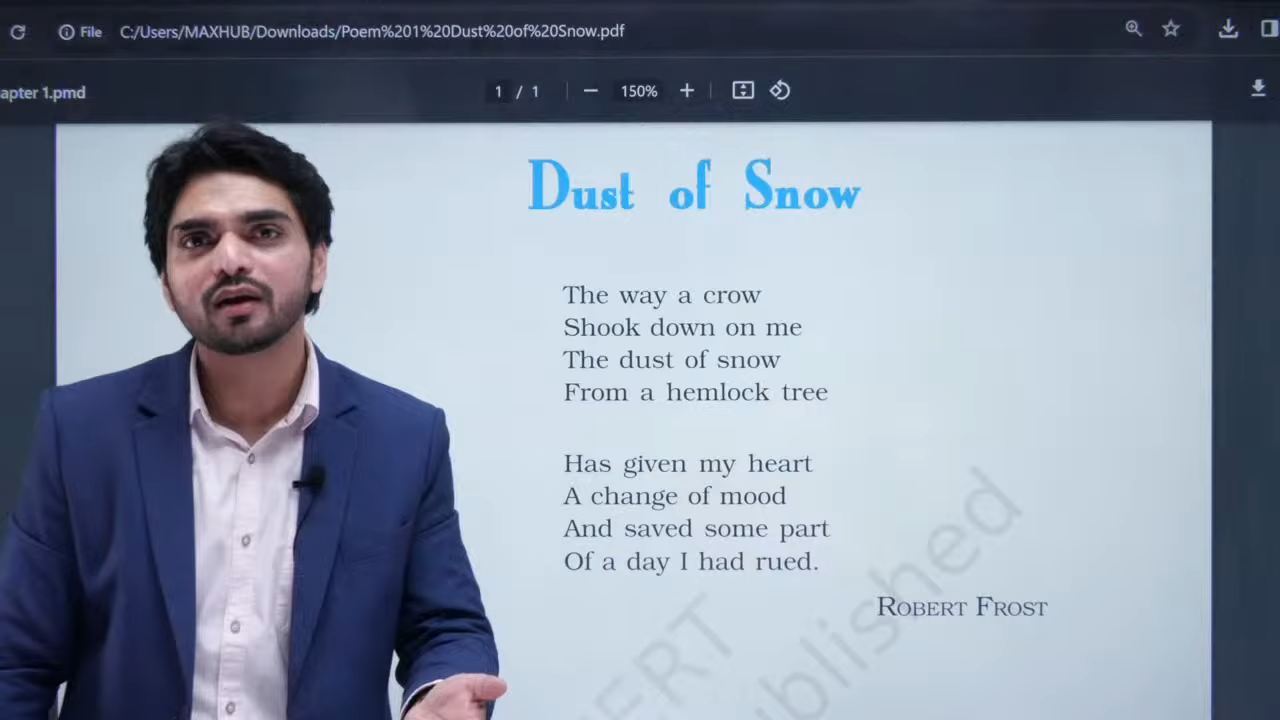 File C:/Users/MAXHUB/Downloads/Poem%201%20Dust%20of%20Snow.pdf
apter 1.pmd 1 / 1 150%
Dust of Snow
The way a crow
Shook down on me
The dust of snow
From a hemlock tree
Has given my heart
A change of mood
And saved some part
Of a day I had rued.
ROBERT FROST
ERT
ublished